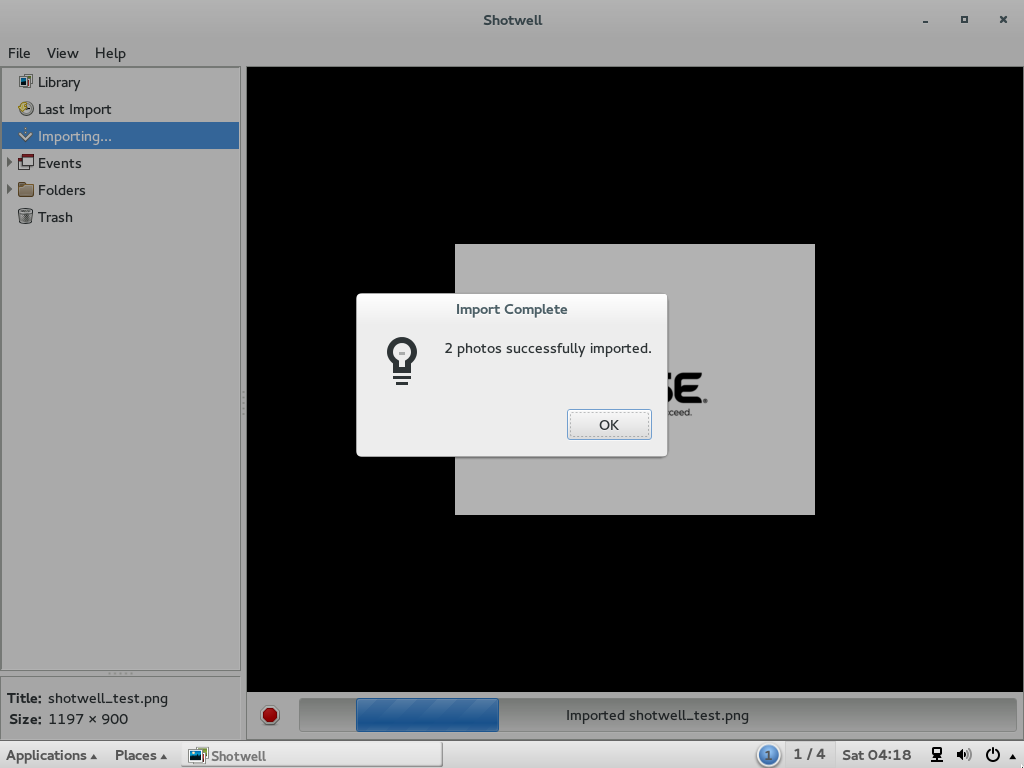 Shotwell
File View Help
Library
Last Import
Importing...
Events
Folders
Trash
Import Complete
2 photos successfully imported.
OK
SE.
ceed.
Title: shotwell_test.png
Size: 1197 × 900
Imported shotwell_test.png
Applications Places Shotwell 1 1 / 4 Sat 04:18